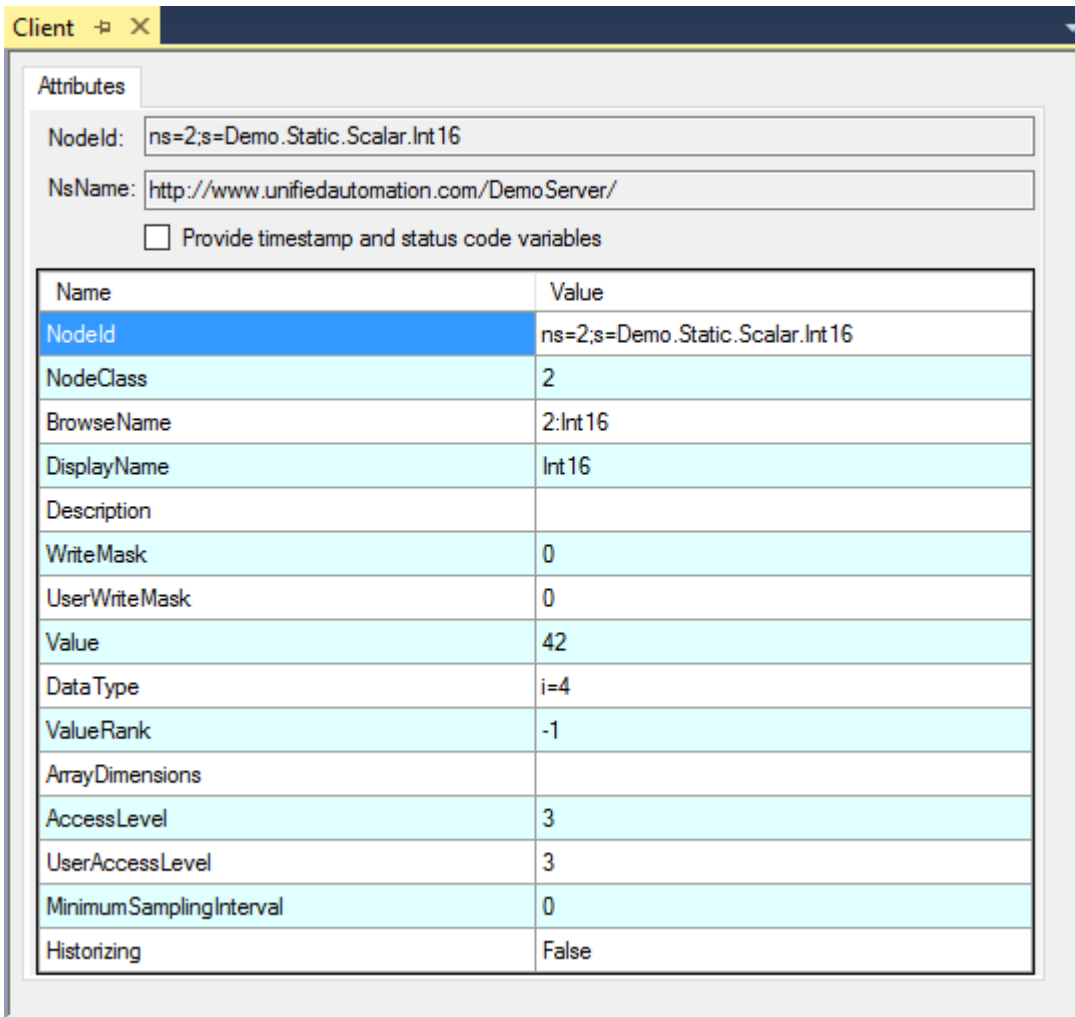 Client
Attributes
NodeId: ns=2;s=Demo.Static.Scalar.Int16
NsName: http://www.unifiedautomation.com/DemoServer/
Provide timestamp and status code variables
Name Value
NodeId ns=2;s=Demo.Static.Scalar.Int16
NodeClass 2
BrowseName 2:Int16
DisplayName Int16
Description
WriteMask 0
UserWriteMask 0
Value 42
DataType i=4
ValueRank -1
ArrayDimensions
AccessLevel 3
UserAccessLevel 3
MinimumSamplingInterval 0
Historizing False